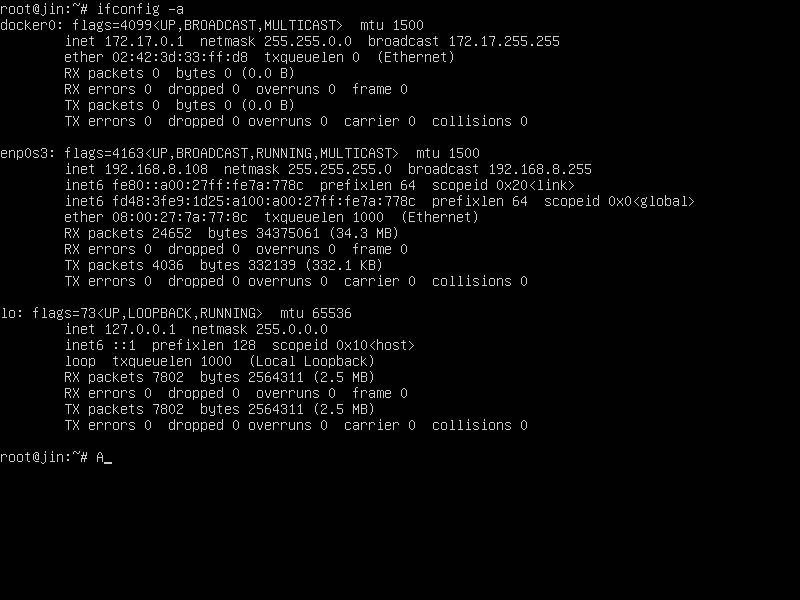 root@jin:~# ifconfig -a
docker0: flags=4099<UP,BROADCAST,MULTICAST>  mtu 1500
        inet 172.17.0.1  netmask 255.255.0.0  broadcast 172.17.255.255
        ether 02:42:3d:33:ff:d8  txqueuelen 0  (Ethernet)
        RX packets 0  bytes 0 (0.0 B)
        RX errors 0  dropped 0  overruns 0  frame 0
        TX packets 0  bytes 0 (0.0 B)
        TX errors 0  dropped 0 overruns 0  carrier 0  collisions 0

enp0s3: flags=4163<UP,BROADCAST,RUNNING,MULTICAST>  mtu 1500
        inet 192.168.8.108  netmask 255.255.255.0  broadcast 192.168.8.255
        inet6 fe80::a00:27ff:fe7a:778c  prefixlen 64  scopeid 0x20<link>
        inet6 fd48:3fe9:1d25:a100:a00:27ff:fe7a:778c  prefixlen 64  scopeid 0x0<global>
        ether 08:00:27:7a:77:8c  txqueuelen 1000  (Ethernet)
        RX packets 24652  bytes 34375061 (34.3 MB)
        RX errors 0  dropped 0  overruns 0  frame 0
        TX packets 4036  bytes 332139 (332.1 KB)
        TX errors 0  dropped 0 overruns 0  carrier 0  collisions 0

lo: flags=73<UP,LOOPBACK,RUNNING>  mtu 65536
        inet 127.0.0.1  netmask 255.0.0.0
        inet6 ::1  prefixlen 128  scopeid 0x10<host>
        loop  txqueuelen 1000  (Local Loopback)
        RX packets 7802  bytes 2564311 (2.5 MB)
        RX errors 0  dropped 0  overruns 0  frame 0
        TX packets 7802  bytes 2564311 (2.5 MB)
        TX errors 0  dropped 0 overruns 0  carrier 0  collisions 0

root@jin:~# A_